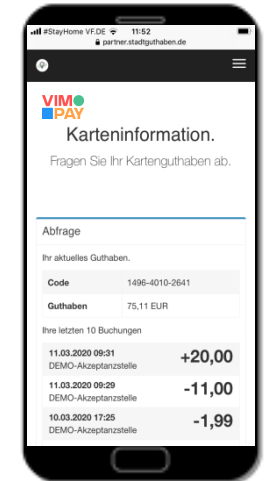 #StayHome VF.DE 11:52
partner.stadtguthaben.de
VIM
PAY
Karteninformation.
Fragen Sie Ihr Kartenguthaben ab.
Abfrage
Ihr aktuelles Guthaben.
Code 1496-4010-2641
Guthaben 75,11 EUR
Ihre letzten 10 Buchungen
11.03.2020 09:31 +20,00
DEMO-Akzeptanzstelle
11.03.2020 09:29 -11,00
DEMO-Akzeptanzstelle
10.03.2020 17:25 -1,99
DEMO-Akzeptanzstelle